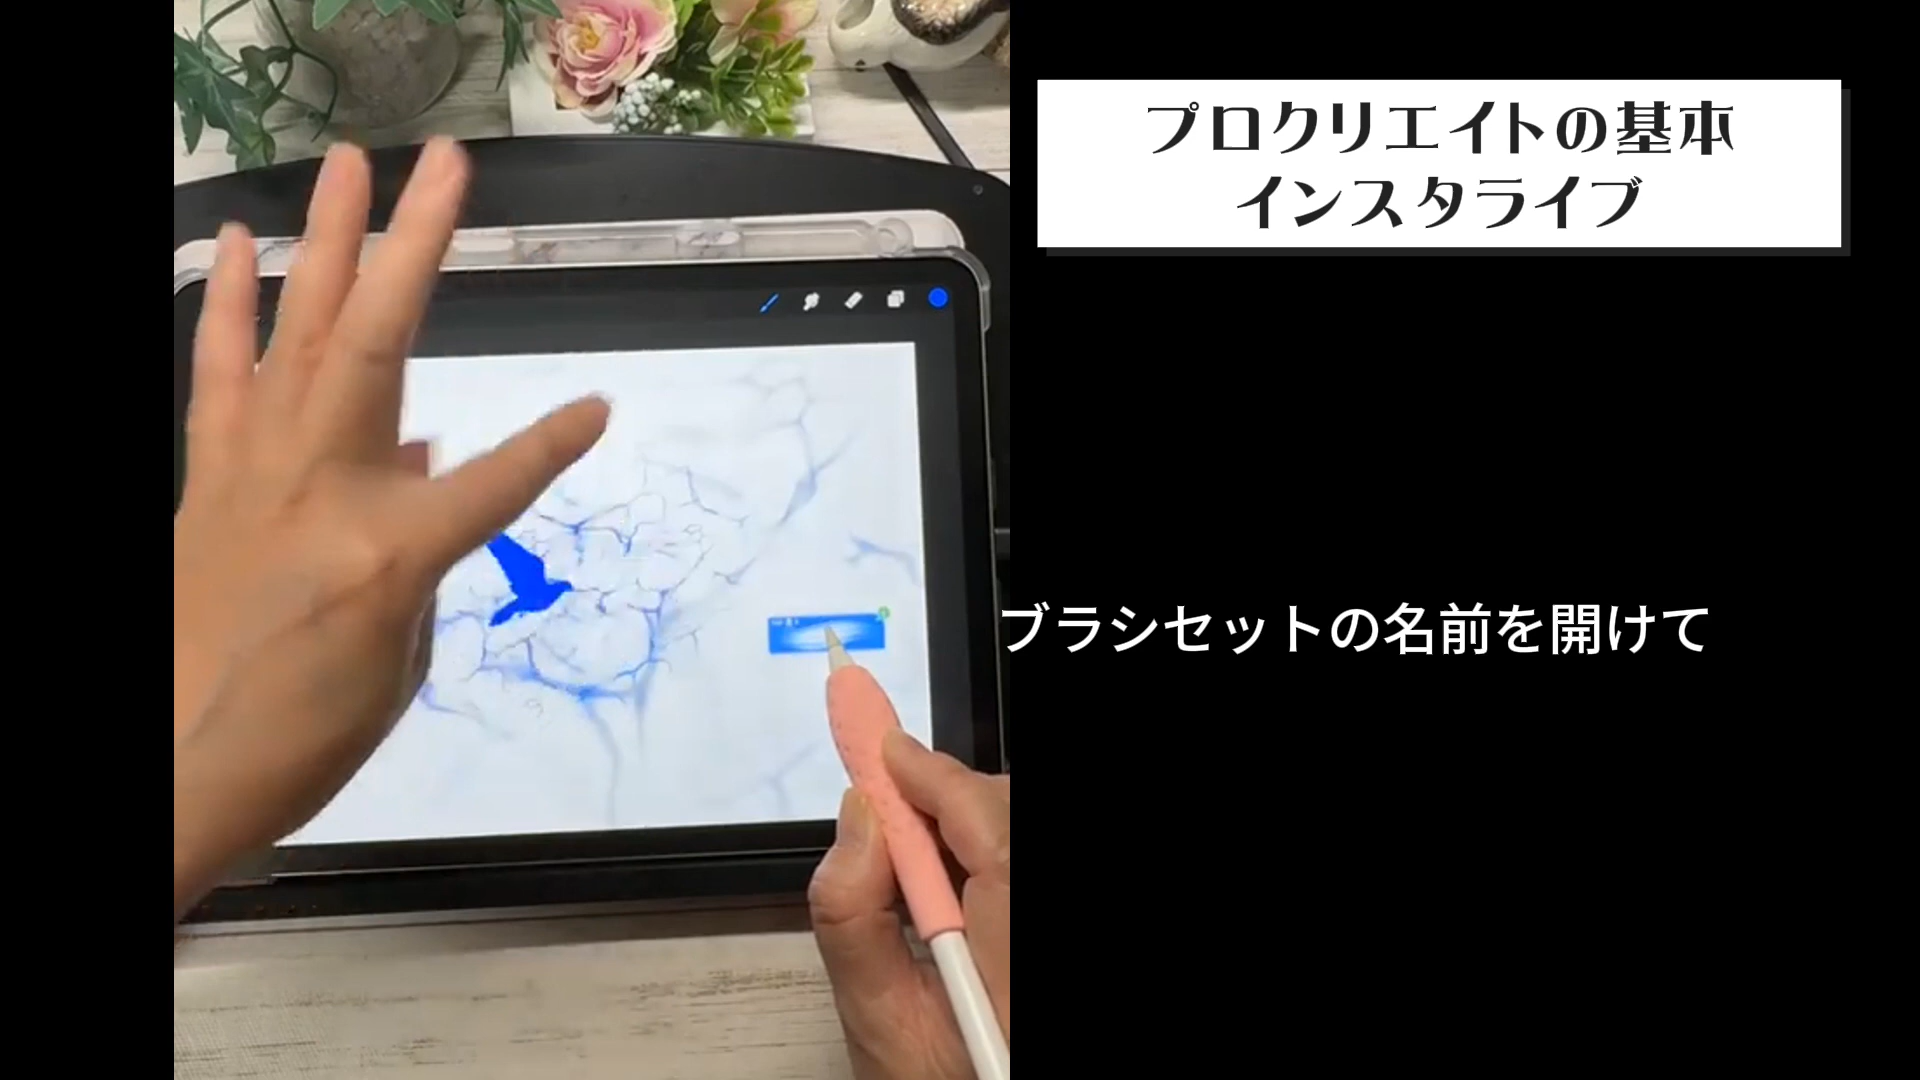 プロクリエイトの基本
インスタライブ
ブラシセットの名前を開けて